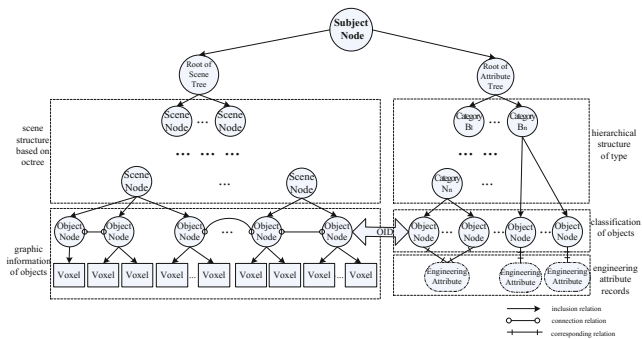 Subject
Node
Root of
Scene
Tree
Root of
Attribute
Tree
scene
structure
based on
octree
Scene
Node
...
Scene
Node
... ... ...
Scene
Node
...
Scene
Node
Category
B1
...
Category
Bn
... ... ...
Category
Nn
...
hierarchical
structure
of type
graphic
information
of objects
Object
Node
Object
Node
Object
Node
...
Object
Node
Object
Node
OID
Object
Node
Object
Node
...
Object
Node
...
Object
Node
classification
of objects
Voxel
Voxel
Voxel
Voxel
...
Voxel
Voxel
Voxel
Voxel
...
Voxel
Engineering
Attribute
Engineering
Attribute
Engineering
Attribute
engineering
attribute
records
inclusion relation
connection relation
corresponding relation